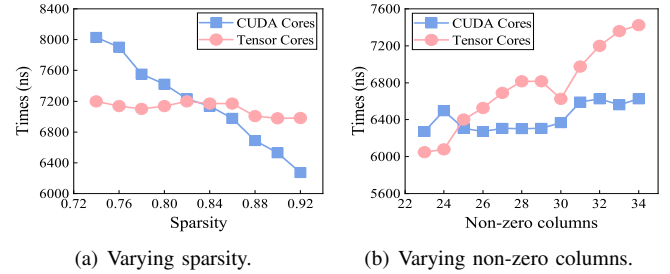 8400
8000
7600
7200
6800
6400
6000
Times (ns)
CUDA Cores
Tensor Cores
0.72 0.76 0.80 0.84 0.88 0.92
Sparsity
(a) Varying sparsity.
7600
7200
6800
6400
6000
5600
Times (ns)
CUDA Cores
Tensor Cores
22 24 26 28 30 32 34
Non-zero columns
(b) Varying non-zero columns.